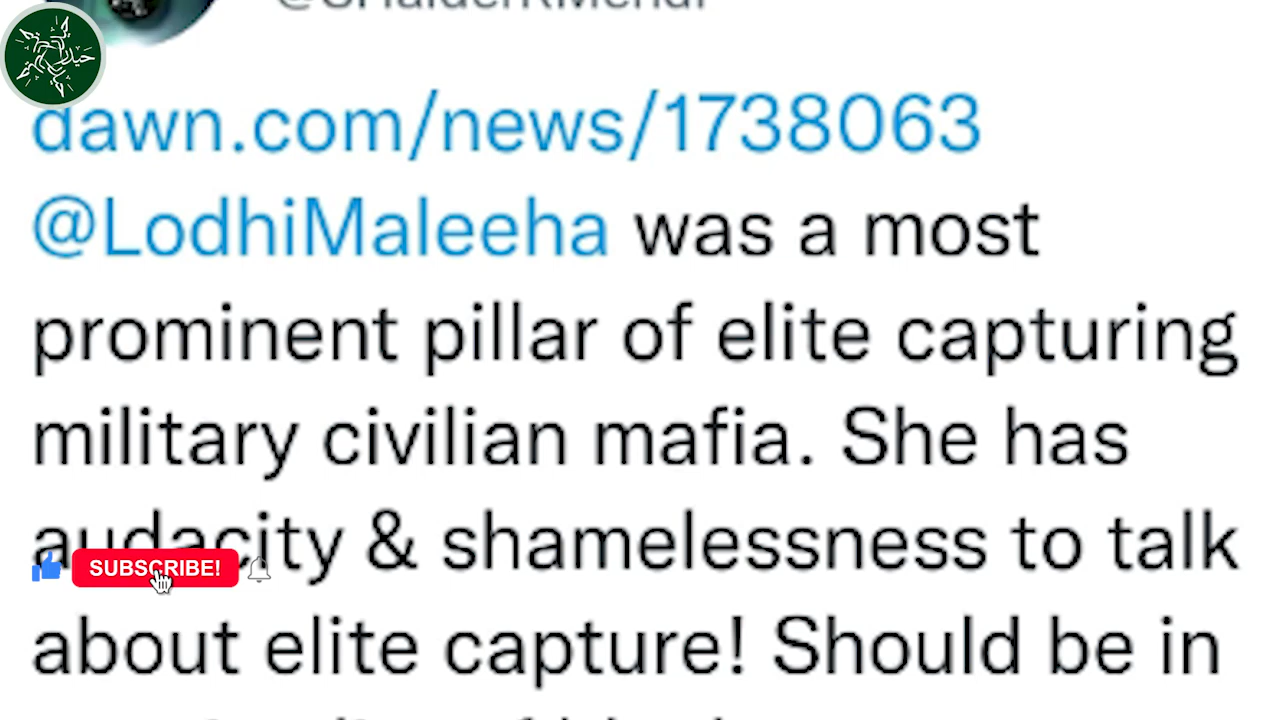 dawn.com/news/1738063
@LodhiMaleeha was a most
prominent pillar of elite capturing
military civilian mafia. She has
audacity & shamelessness to talk
SUBSCRIBE!
about elite capture! Should be in